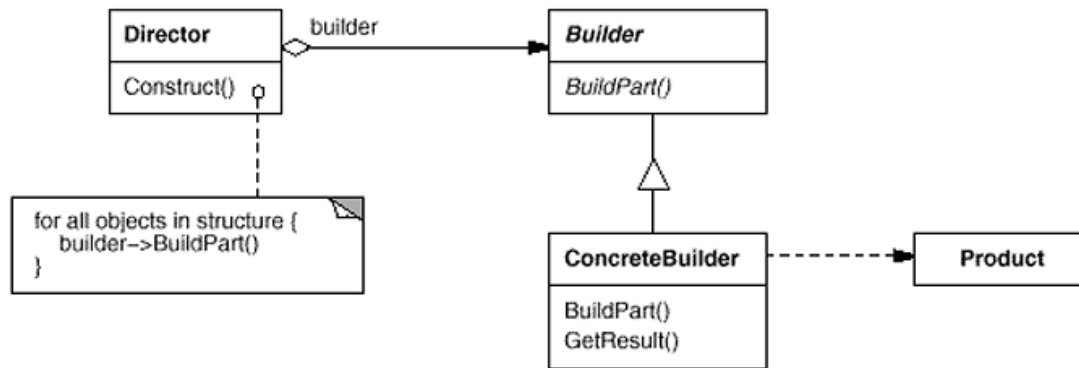 Director
builder
Builder
Construct()
BuildPart()
for all objects in structure {
builder->BuildPart()
}
ConcreteBuilder
Product
BuildPart()
GetResult()